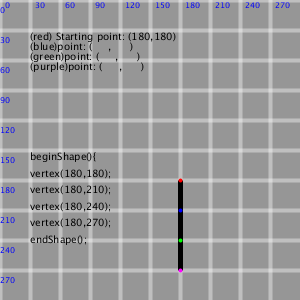 0 30 60 90 120 150 180 210 240 270
0
30
60
90
120
150
180
210
240
270
(red) Starting point: (180,180)
(blue)point: ( , )
(green)point: ( , )
(purple)point: ( , )
beginShape(){
vertex(180,180);
vertex(180,210);
vertex(180,240);
vertex(180,270);
endShape();